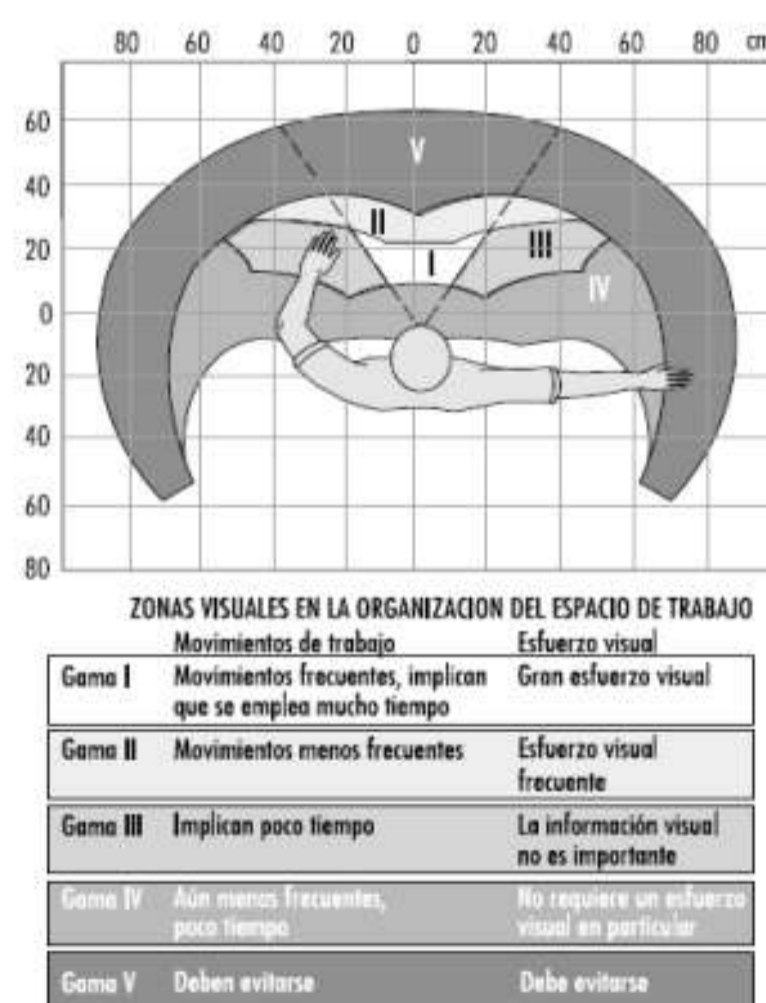 80 60 40 20 0 20 40 60 80 cm
60
40
20
0
20
40
60
80
V
II
I
III
IV
ZONAS VISUALES EN LA ORGANIZACION DEL ESPACIO DE TRABAJO
Movimientos de trabajo Esfuerzo visual
Gama I Movimientos frecuentes, implican Gran esfuerzo visual
que se emplea mucho tiempo
Gama II Movimientos menos frecuentes Esfuerzo visual
frecuente
Gama III Implican poco tiempo La información visual
no es importante
Gama IV Aún menos frecuentes, No requiere un esfuerzo
poco tiempo visual en particular
Gama V Deben evitarse Debe evitarse